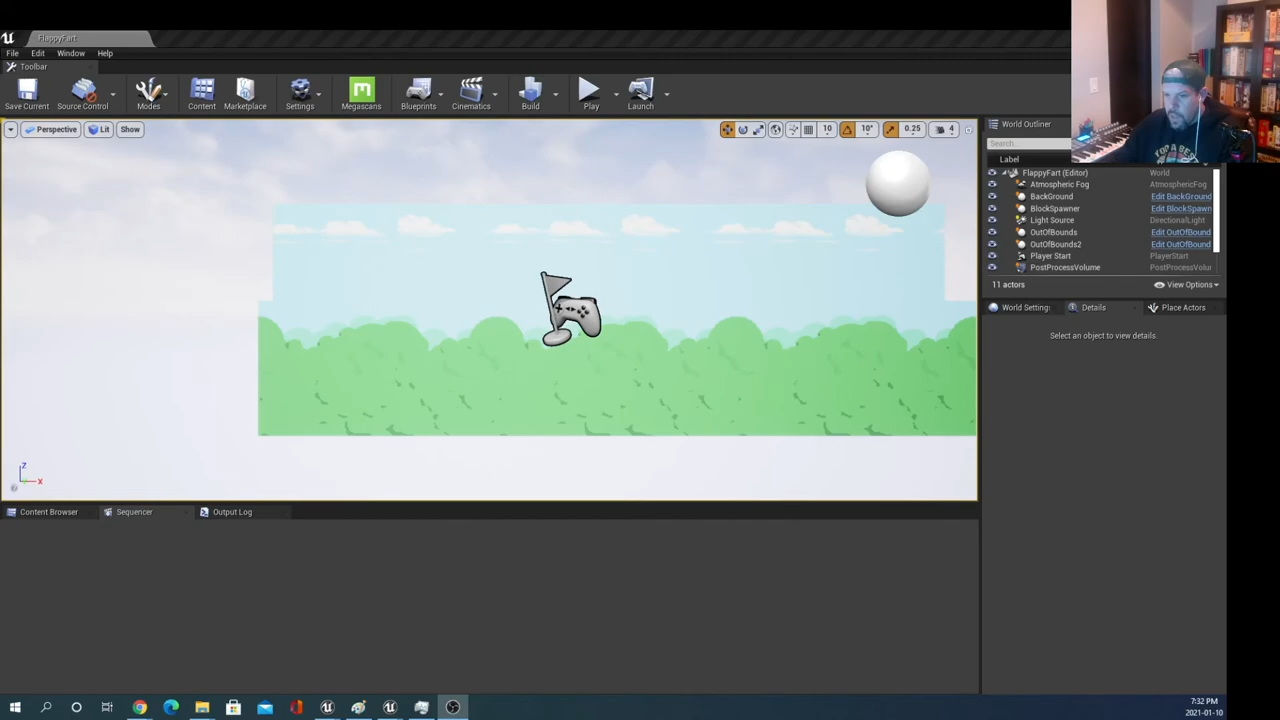 FlappyFart
File Edit Window Help
Toolbar
Save Current Source Control Modes Content Marketplace Settings Megascans Blueprints Cinematics Build Play Launch
Perspective Lit Show 10 10° 0.25 4
World Outliner
Search...
Label
FlappyFart (Editor) World
Atmospheric Fog AtmosphericFog
BackGround Edit BackGround
BlockSpawner Edit BlockSpawn
Light Source DirectionalLight
OutOfBounds Edit OutOfBound
OutOfBounds2 Edit OutOfBound
Player Start PlayerStart
PostProcessVolume PostProcessV
11 actors View Options
World Setting Details Place Actors
Select an object to view details.
z
x
Content Browser Sequencer Output Log
7:32 PM
2021-01-10